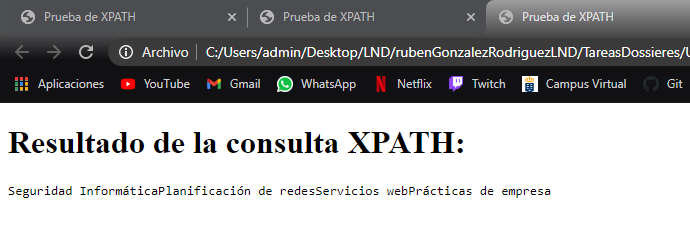 Prueba de XPATH
Prueba de XPATH
Prueba de XPATH
Archivo C:/Users/admin/Desktop/LND/rubenGonzalezRodriguezLND/TareasDossieres/
Aplicaciones YouTube Gmail WhatsApp Netflix Twitch Campus Virtual Git
Resultado de la consulta XPATH:
Seguridad InformáticaPlanificación de redesServicios webPrácticas de empresa